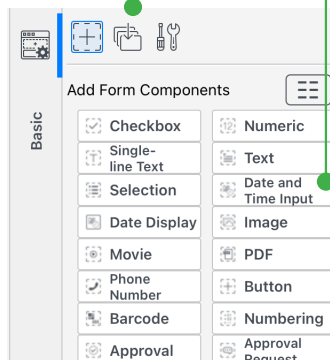 Basic
Add Form Components
Checkbox
Numeric
Single-
line Text
Text
Selection
Date and
Time Input
Date Display
Image
Movie
PDF
Phone
Number
Button
Barcode
Numbering
Approval
Approval
Request